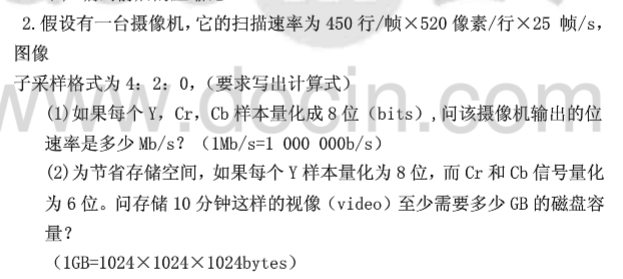 2.假设有一台摄像机,它的扫描速率为 450 行/帧×520 像素/行×25 帧/s,
图像
子采样格式为 4：2：0，（要求写出计算式）
(1)如果每个 Y，Cr，Cb 样本量化成 8 位（bits）,问该摄像机输出的位
速率是多少 Mb/s？（1Mb/s=1 000 000b/s）
(2)为节省存储空间，如果每个 Y 样本量化为 8 位，而 Cr 和 Cb 信号量化
为 6 位。问存储 10 分钟这样的视像（video）至少需要多少 GB 的磁盘容
量?
（1GB=1024×1024×1024bytes）